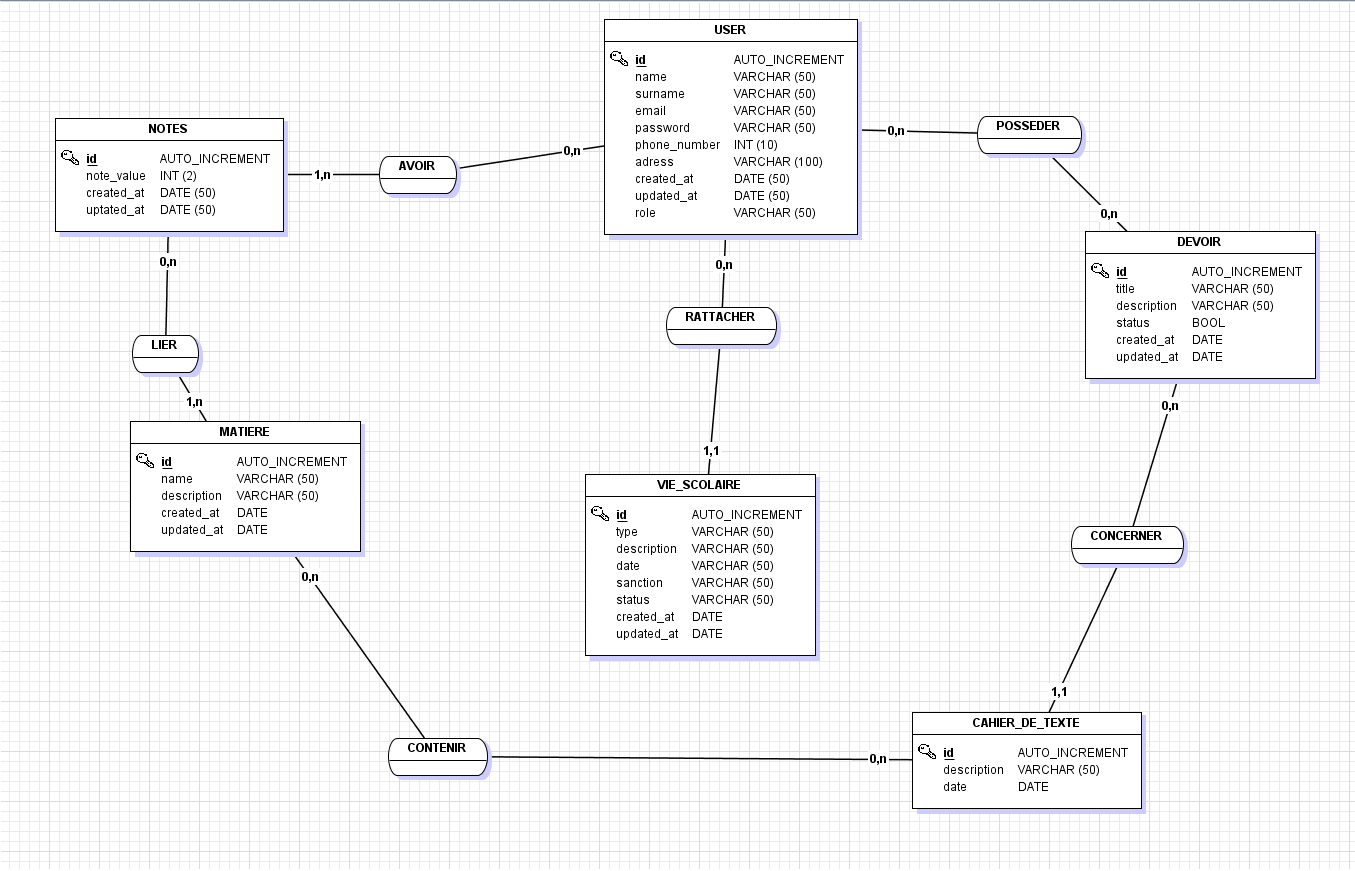 USER
id AUTO_INCREMENT
name VARCHAR (50)
surname VARCHAR (50)
email VARCHAR (50)
password VARCHAR (50)
phone_number INT (10)
adress VARCHAR (100)
created_at DATE (50)
updated_at DATE (50)
role VARCHAR (50)
NOTES
id AUTO_INCREMENT
note_value INT (2)
created_at DATE (50)
uptated_at DATE (50)
1,n
AVOIR
0,n
0,n
POSSEDER
0,n
DEVOIR
id AUTO_INCREMENT
title VARCHAR (50)
description VARCHAR (50)
status BOOL
created_at DATE
updated_at DATE
0,n
LIER
1,n
0,n
RATTACHER
1,1
MATIERE
id AUTO_INCREMENT
name VARCHAR (50)
description VARCHAR (50)
created_at DATE
updated_at DATE
VIE_SCOLAIRE
id AUTO_INCREMENT
type VARCHAR (50)
description VARCHAR (50)
date VARCHAR (50)
sanction VARCHAR (50)
status VARCHAR (50)
created_at DATE
updated_at DATE
0,n
CONCERNER
1,1
0,n
CONTENIR
0,n
CAHIER_DE_TEXTE
id AUTO_INCREMENT
description VARCHAR (50)
date DATE